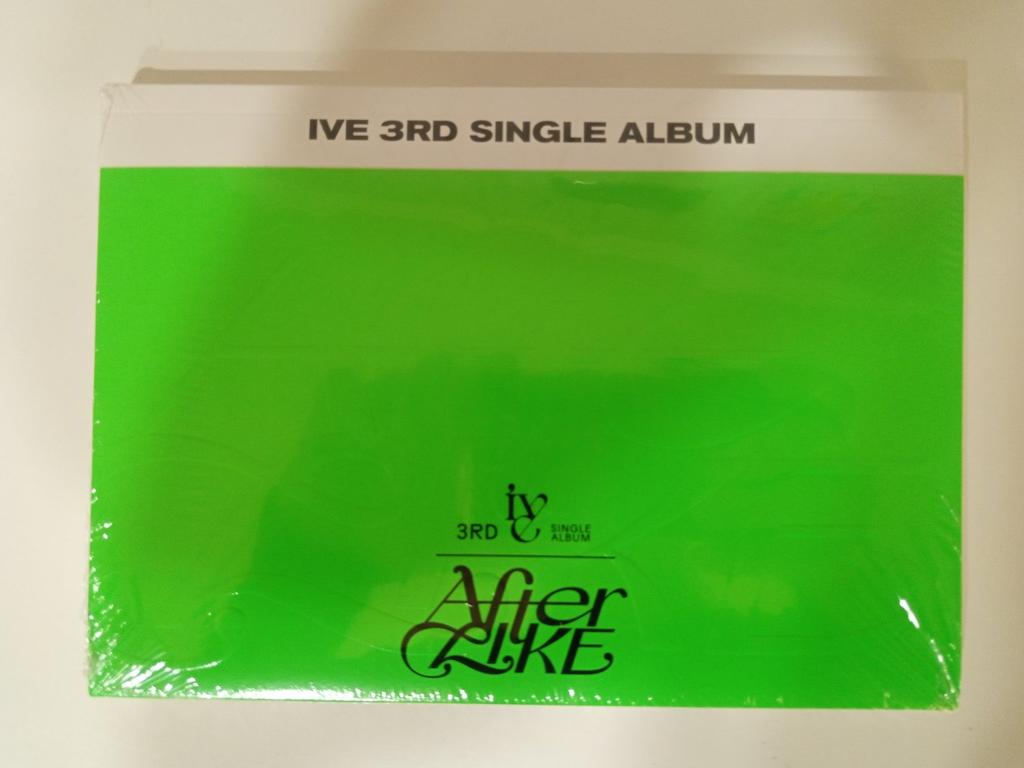 IVE 3RD SINGLE ALBUM
ive
3RD SINGLE
ALBUM
After
LIKE